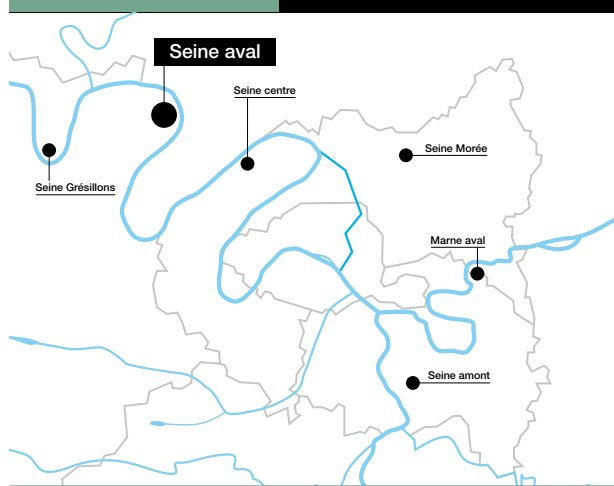 Seine aval
Seine centre
Seine Morée
Seine Grésillons
Marne aval
Seine amont